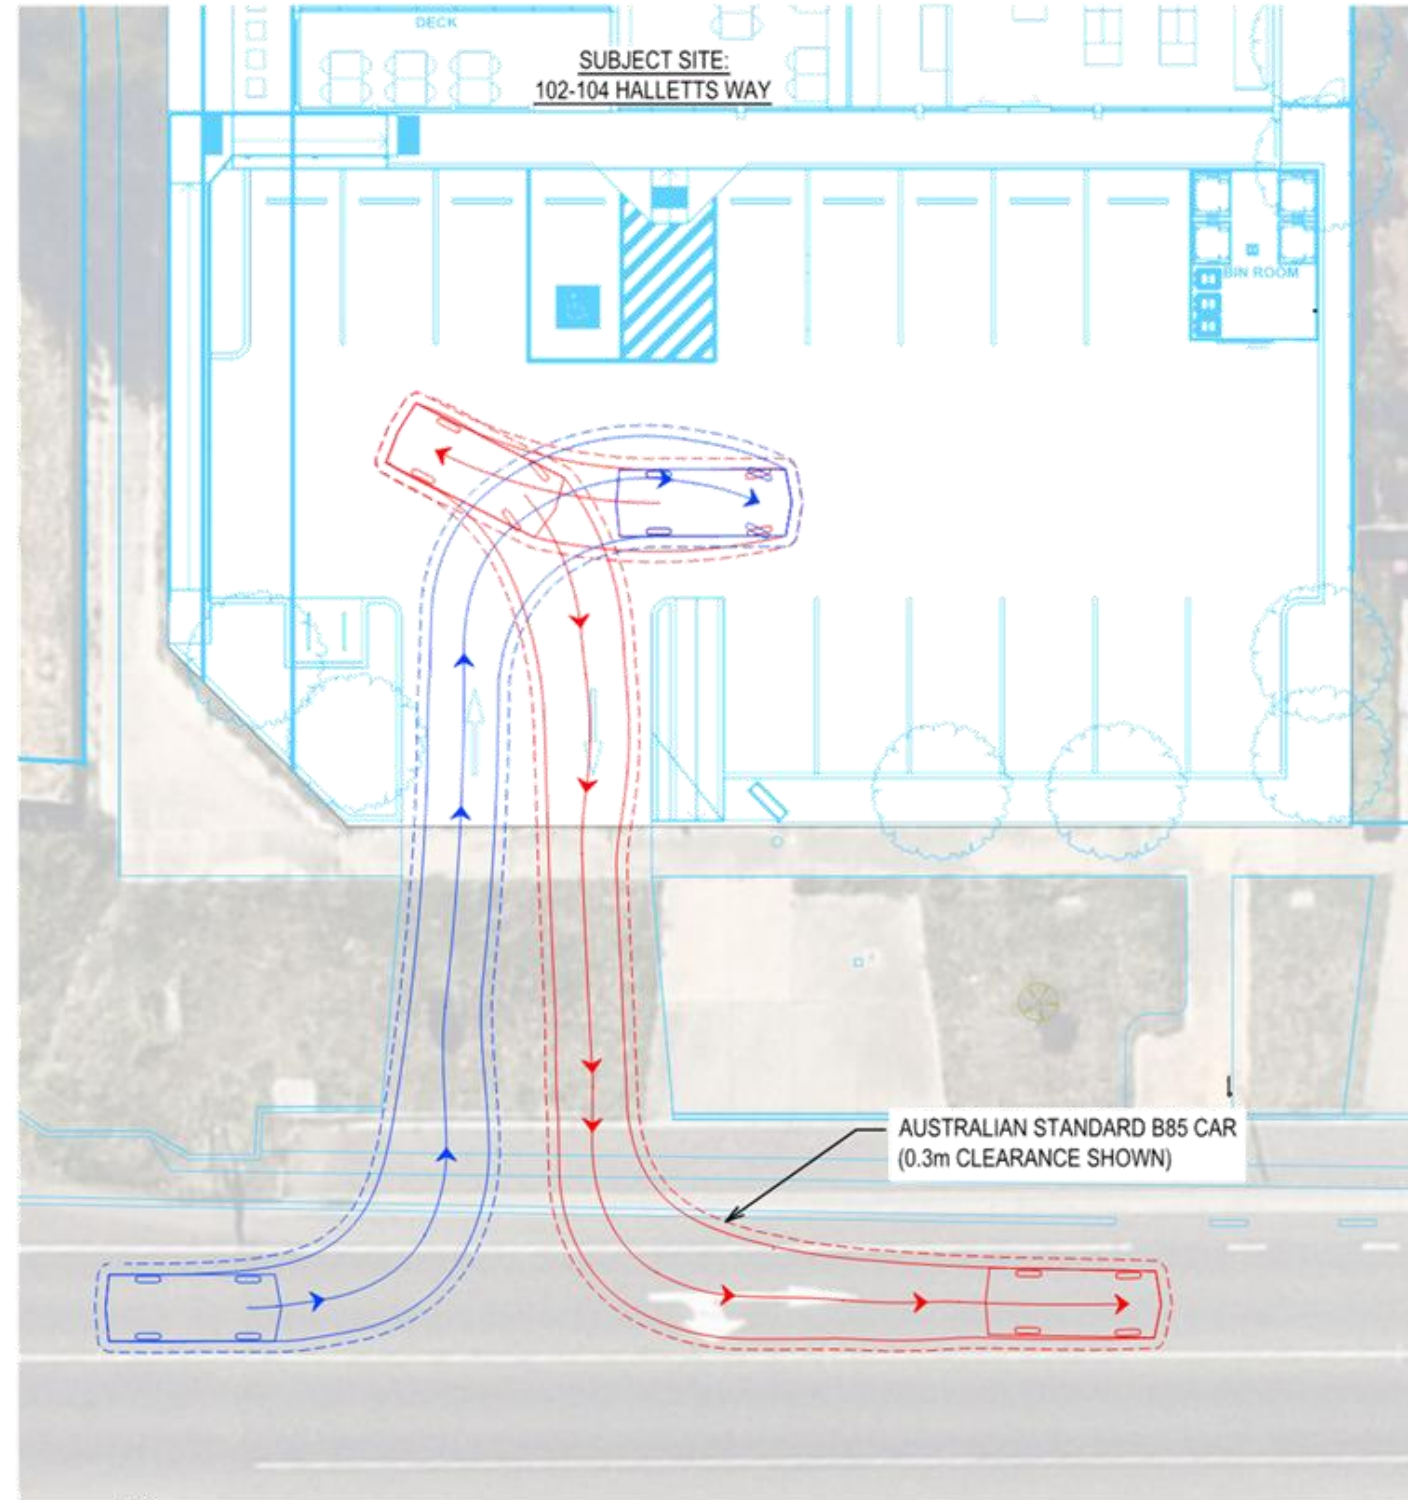 DECK
SUBJECT SITE:
102-104 HALLETTS WAY
BIN ROOM
AUSTRALIAN STANDARD B85 CAR
(0.3m CLEARANCE SHOWN)